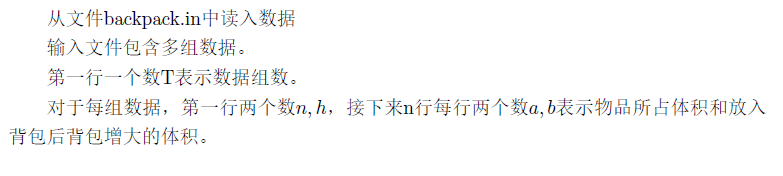 从文件backpack.in中读入数据
输入文件包含多组数据。
第一行一个数T表示数据组数。
对于每组数据，第一行两个数n, h，接下来n行每行两个数a, b表示物品所占体积和放入
背包后背包增大的体积。